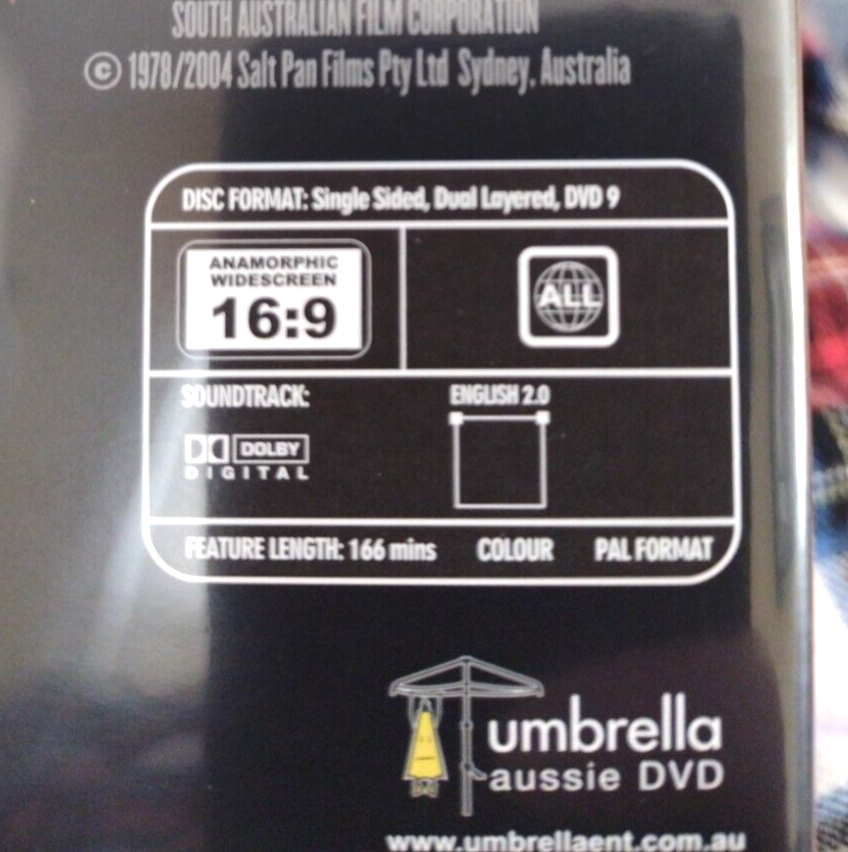 SOUTH AUSTRALIAN FILM CORPORATION
© 1978/2004 Salt Pan Films Pty Ltd Sydney, Australia
DISC FORMAT: Single Sided, Dual Layered, DVD 9
ANAMORPHIC
WIDESCREEN
16:9
ALL
SOUNDTRACK:
ENGLISH 2.0
DOLBY
DIGITAL
FEATURE LENGTH: 166 mins COLOUR PAL FORMAT
umbrella
aussie DVD
www.umbrellaent.com.au